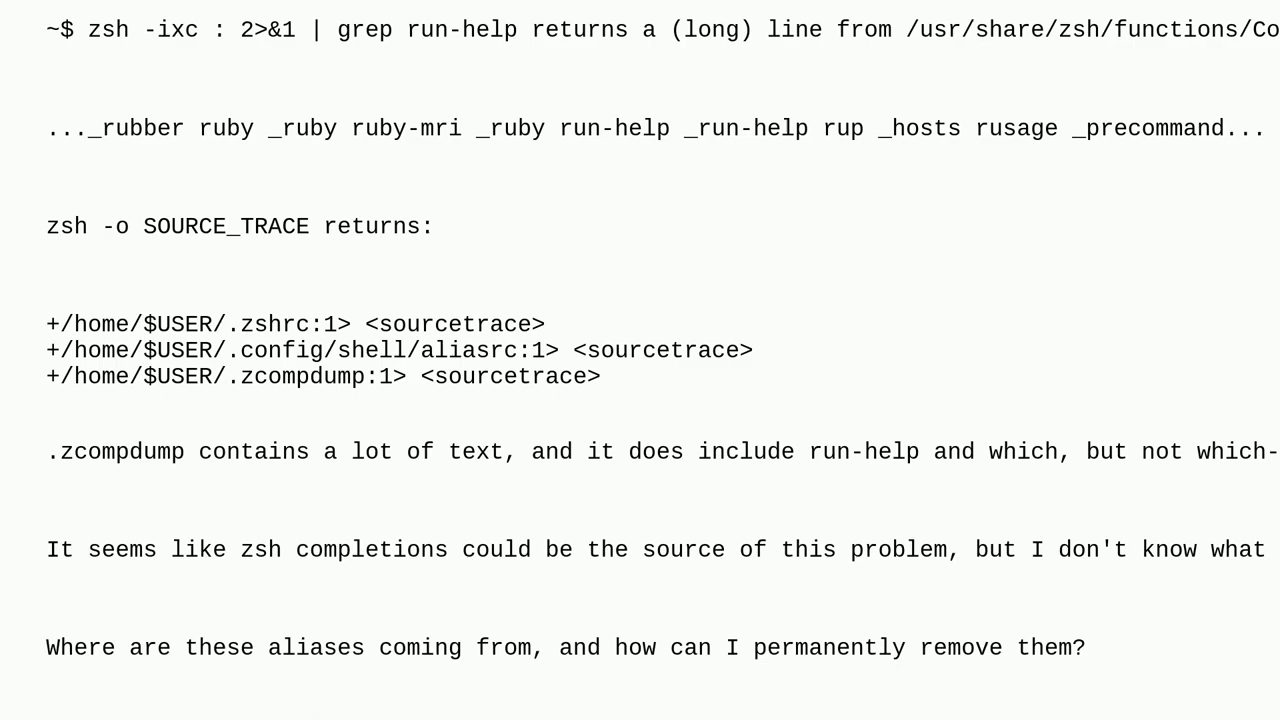 ~$ zsh -ixc : 2>&1 | grep run-help returns a (long) line from /usr/share/zsh/functions/Co
..._rubber ruby _ruby ruby-mri _ruby run-help _run-help rup _hosts rusage _precommand...
zsh -o SOURCE_TRACE returns:
+/home/$USER/.zshrc:1> <sourcetrace>
+/home/$USER/.config/shell/aliasrc:1> <sourcetrace>
+/home/$USER/.zcompdump:1> <sourcetrace>
.zcompdump contains a lot of text, and it does include run-help and which, but not which-
It seems like zsh completions could be the source of this problem, but I don't know what
Where are these aliases coming from, and how can I permanently remove them?